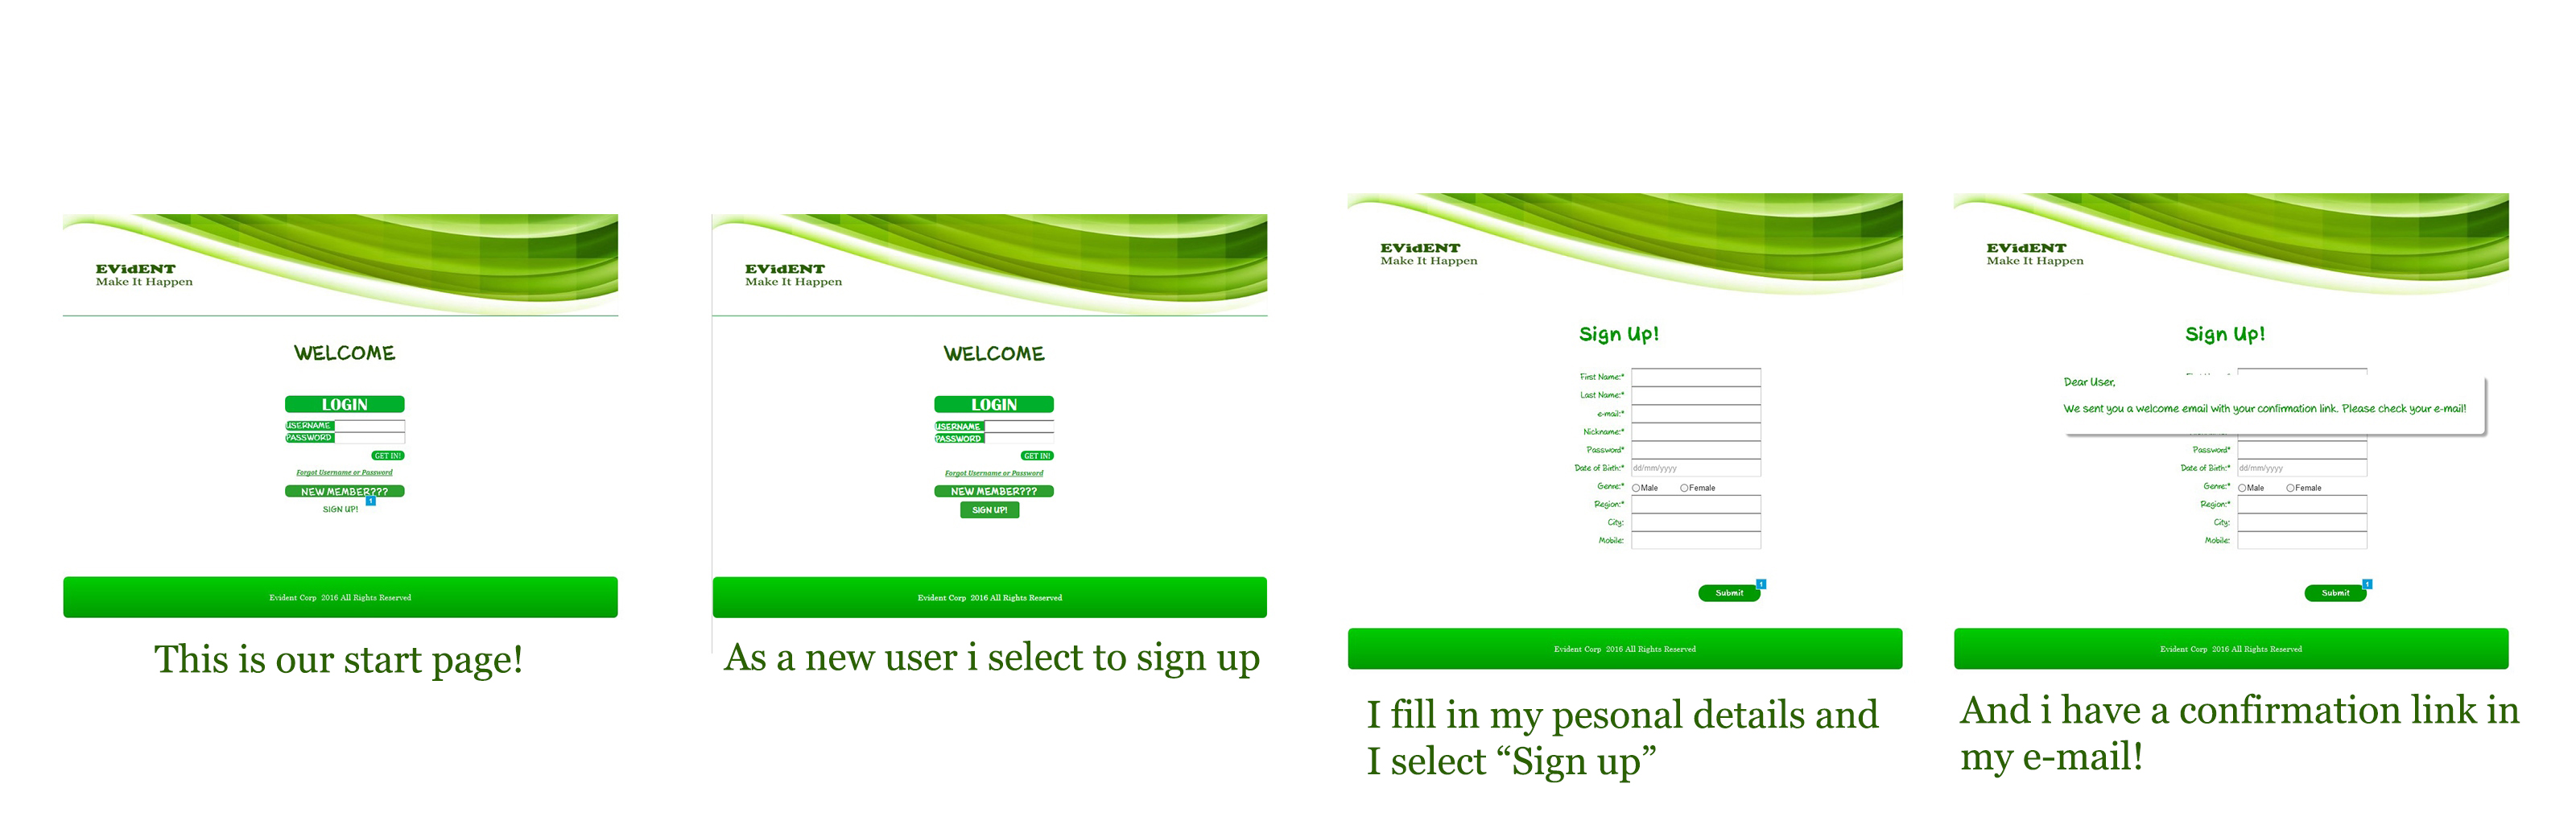 EVidENT
Make It Happen
WELCOME
LOGIN
USERNAME
PASSWORD
GET IN!
Forgot Username or Password
NEW MEMBER???
1
SIGN UP!
Evident Corp 2016 All Rights Reserved
This is our start page!
EVidENT
Make It Happen
WELCOME
LOGIN
USERNAME
PASSWORD
GET IN!
Forgot Username or Password
NEW MEMBER???
SIGN UP!
Evident Corp 2016 All Rights Reserved
As a new user i select to sign up
EVidENT
Make It Happen
Sign Up!
First Name:*
Last Name:*
e-mail:*
Nickname:*
Password*
Date of Birth:* dd/mm/yyyy
Genre:* Male Female
Region:*
City:
Mobile:
1
Submit
Evident Corp 2016 All Rights Reserved
I fill in my pesonal details and
I select “Sign up”
EVidENT
Make It Happen
Sign Up!
Dear User,
We sent you a welcome email with your confirmation link. Please check your e-mail!
Password*
Date of Birth:* dd/mm/yyyy
Genre:* Male Female
Region:*
City:
Mobile:
1
Submit
Evident Corp 2016 All Rights Reserved
And i have a confirmation link in
my e-mail!